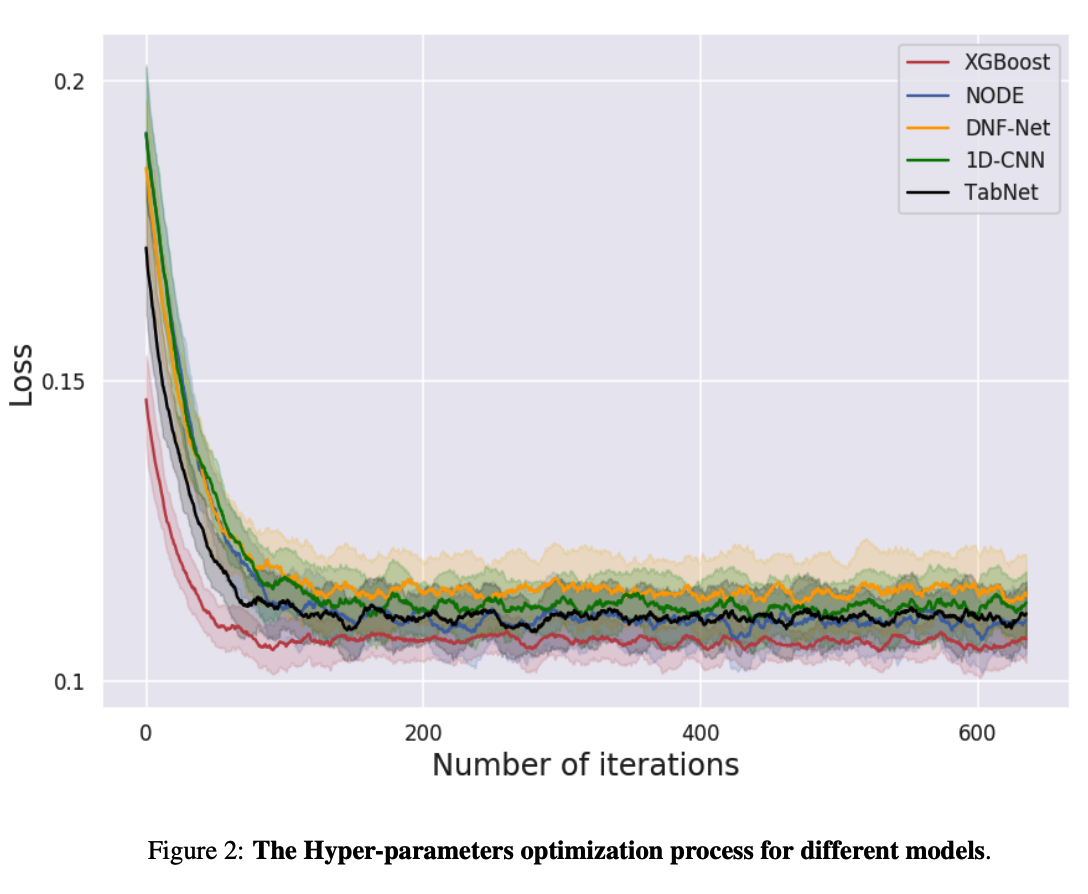 0.2
0.15
0.1
Loss
XGBoost
NODE
DNF-Net
1D-CNN
TabNet
0
200
400
600
Number of iterations
Figure 2: The Hyper-parameters optimization process for different models.